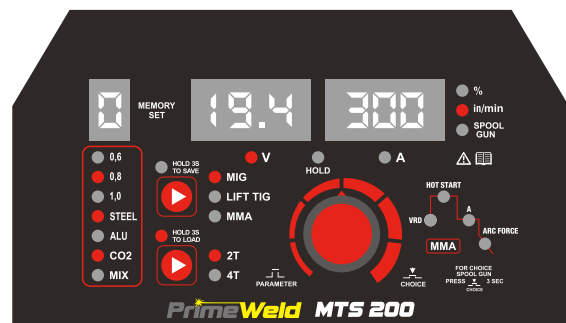 0 MEMORY SET 19.4 300
%
in/min
SPOOL GUN
V HOLD A
0,6
0,8
1,0
STEEL
ALU
CO2
MIX
HOLD 3S
TO SAVE
HOLD 3S
TO LOAD
MIG
LIFT TIG
MMA
2T
4T
PARAMETER
CHOICE
HOT START
VRD
A
ARC FORCE
MMA
FOR CHOICE
SPOOL GUN
PRESS 3 SEC
CHOICE
PrimeWeld MTS 200